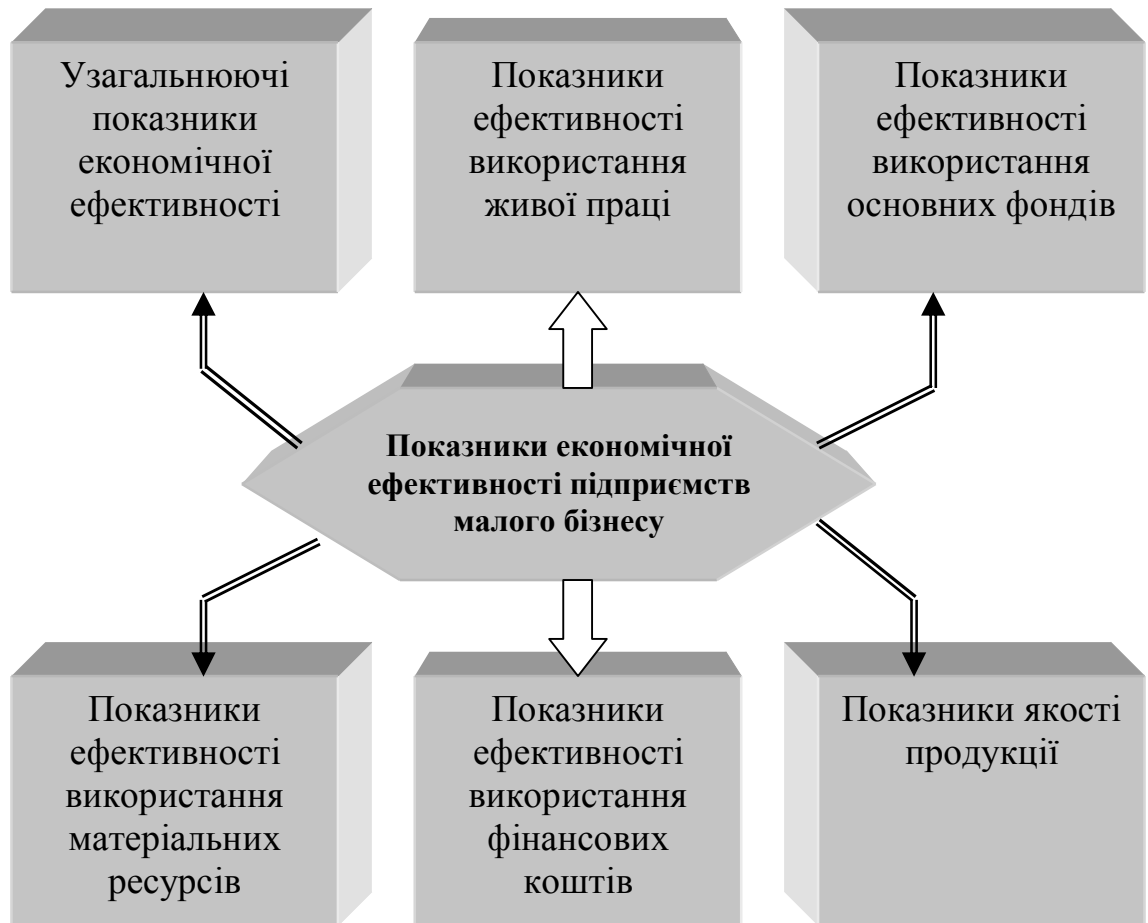 Узагальнюючі
показники
економічної
ефективності
Показники
ефективності
використання
живої праці
Показники
ефективності
використання
основних фондів
Показники економічної
ефективності підприємств
малого бізнесу
Показники
ефективності
використання
матеріальних
ресурсів
Показники
ефективності
використання
фінансових
коштів
Показники якості
продукції